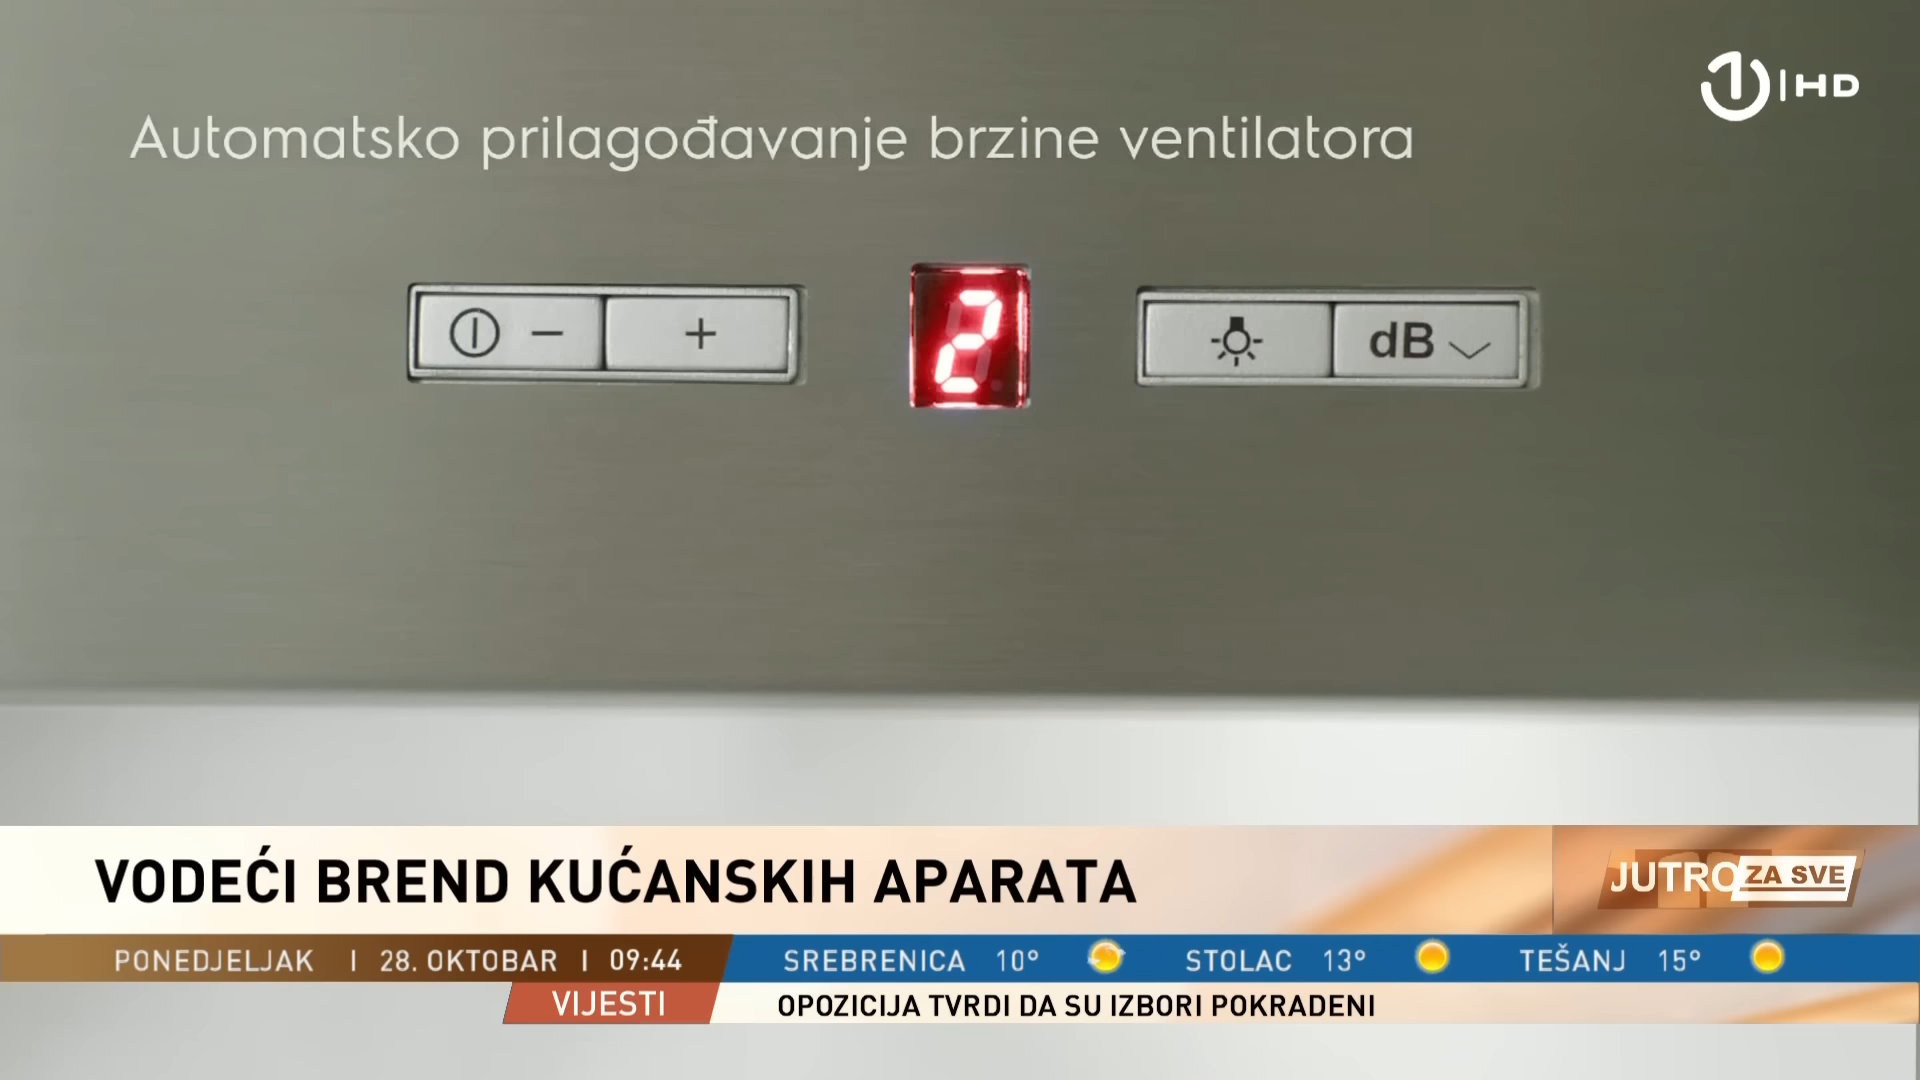 1 HD
Automatsko prilagođavanje brzine ventilatora
− + 2 dB
VODEĆI BREND KUĆANSKIH APARATA
JUTRO ZA SVE
PONEDJELJAK I 28. OKTOBAR I 09:44
SREBRENICA 10° STOLAC 13° TEŠANJ 15°
VIJESTI OPOZICIJA TVRDI DA SU IZBORI POKRADENI